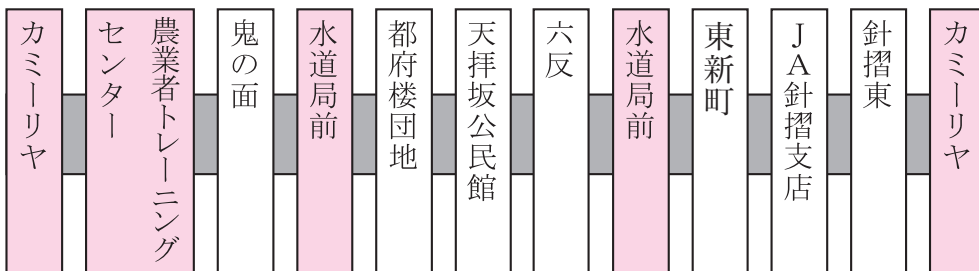 カミーリヤ
農業者トレーニング
センター
鬼の面
水道局前
都府楼団地
天拝坂公民館
六反
水道局前
東新町
JA針摺支店
針摺東
カミーリヤ